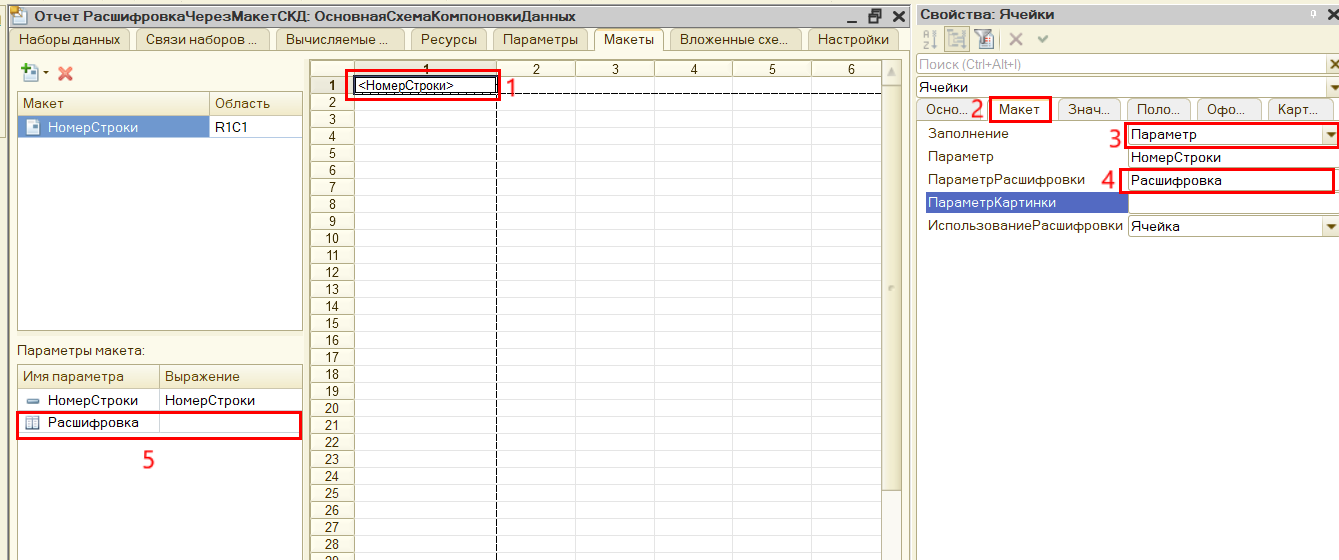 Отчет РасшифровкаЧерезМакетСКД: ОсновнаяСхемаКомпоновкиДанных
Наборы данных
Связи наборов ...
Вычисляемые ...
Ресурсы
Параметры
Макеты
Вложенные схе...
Настройки
Макет
Область
НомерСтроки
R1C1
Параметры макета:
Имя параметра
Выражение
НомерСтроки
НомерСтроки
Расшифровка
5
1
2
3
4
5
6
1
<НомерСтроки>
1
2
3
4
5
6
7
8
9
10
11
12
13
14
15
16
17
18
19
20
21
22
23
24
25
26
27
28
Свойства: Ячейки
Поиск (Ctrl+Alt+I)
Ячейки
Осно...
2
Макет
Знач...
Поло...
Офо...
Карт...
Заполнение
3
Параметр
Параметр
НомерСтроки
ПараметрРасшифровки
4
Расшифровка
ПараметрКартинки
ИспользованиеРасшифровки
Ячейка